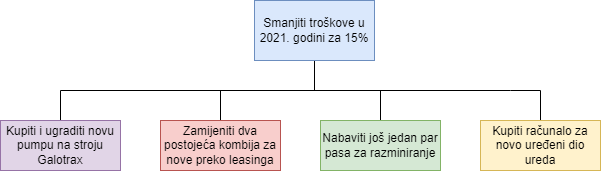 Smanjiti troškove u
2021. godini za 15%
Kupiti i ugraditi novu
pumpu na stroju
Galotrax
Zamijeniti dva
postojeća kombija za
nove preko leasinga
Nabaviti još jedan par
pasa za razminiranje
Kupiti računalo za
novo uređeni dio
ureda